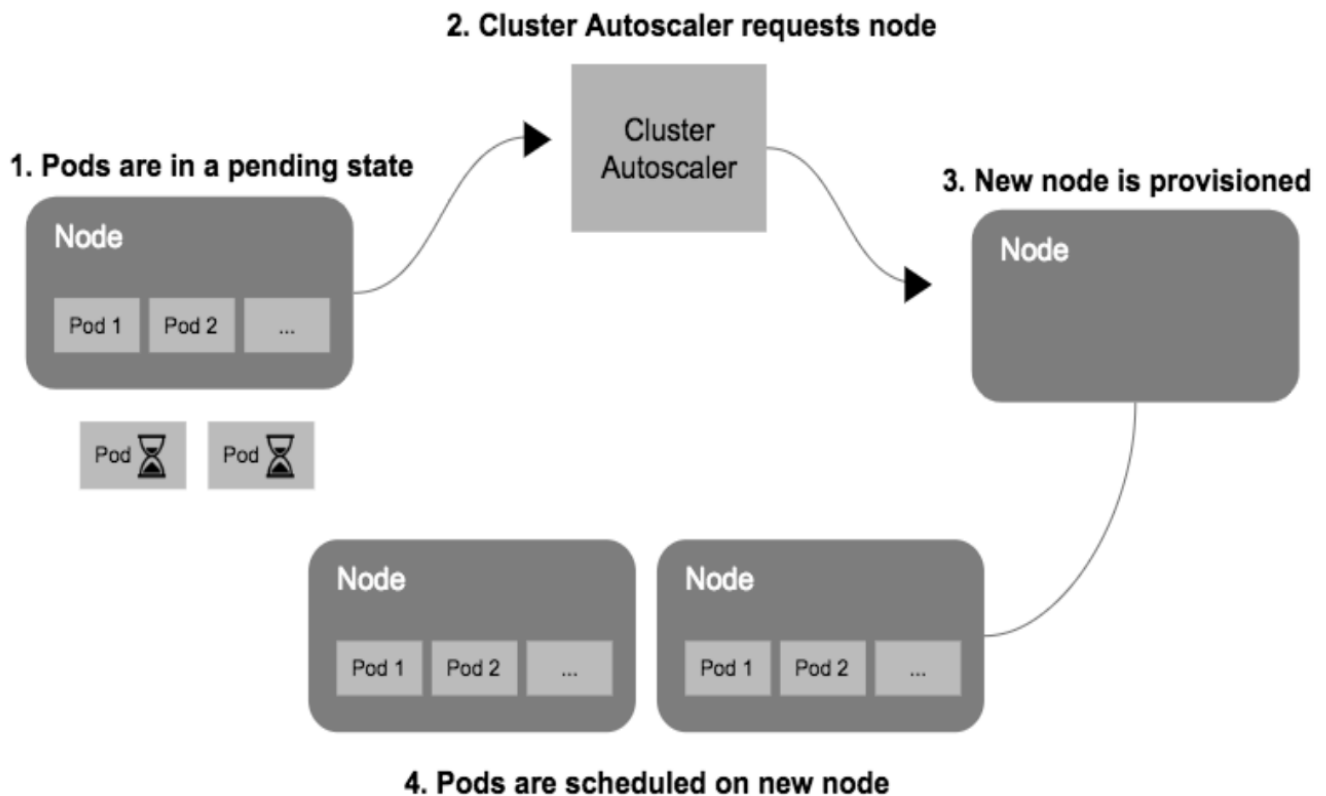 2. Cluster Autoscaler requests node
Cluster
Autoscaler
1. Pods are in a pending state
Node
Pod 1
Pod 2
...
Pod
Pod
3. New node is provisioned
Node
Node
Pod 1
Pod 2
...
Node
Pod 1
Pod 2
...
4. Pods are scheduled on new node